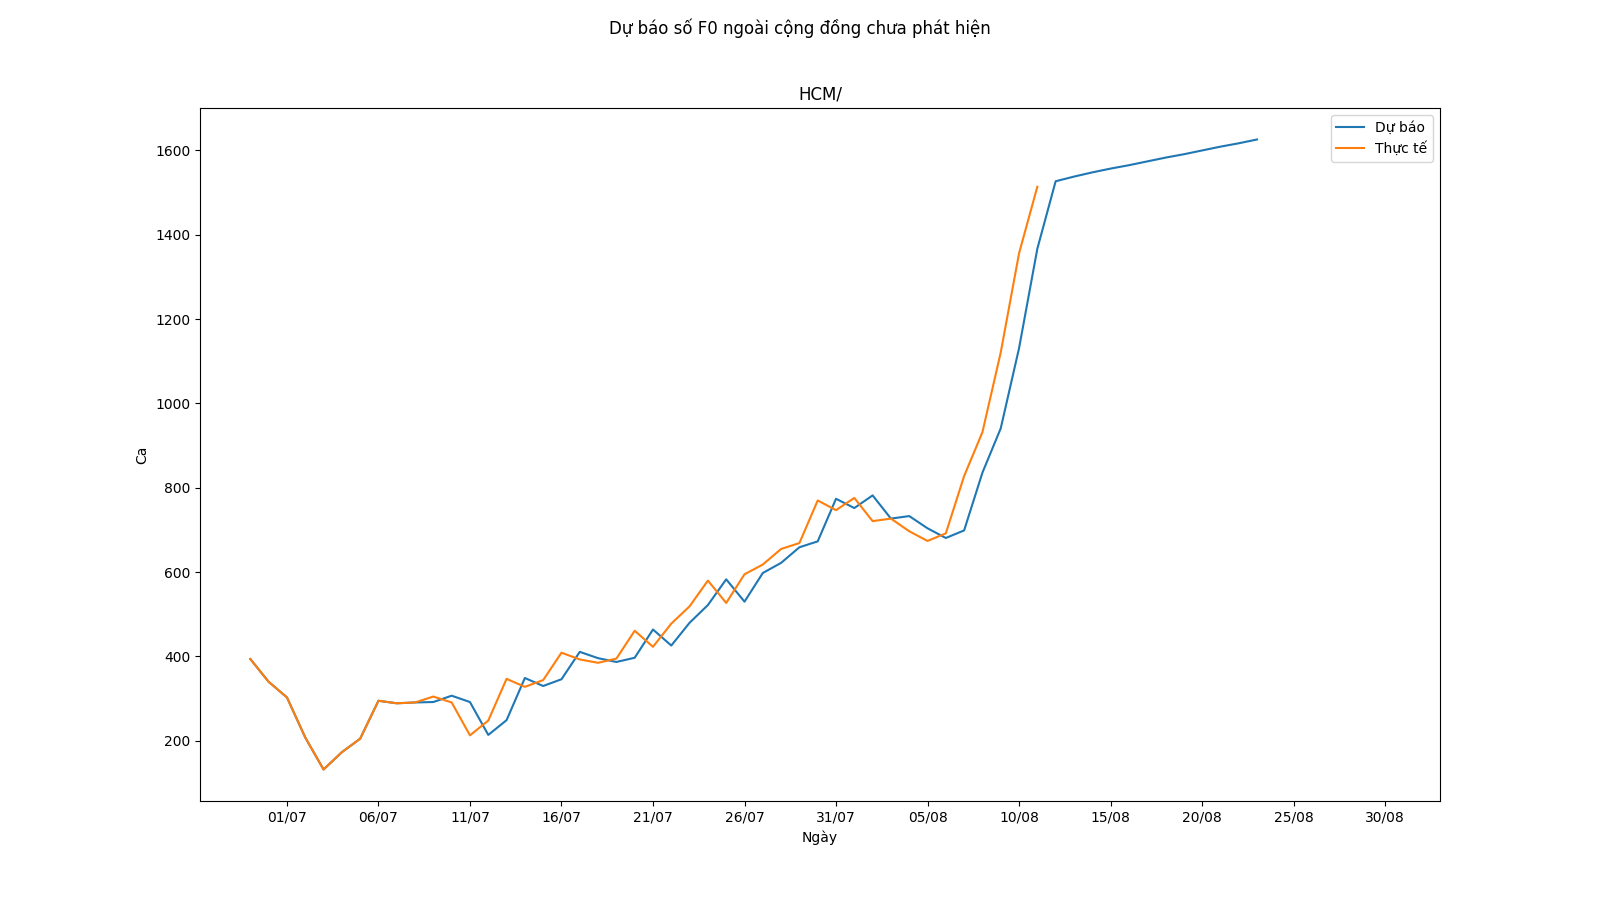 Dự báo số F0 ngoài cộng đồng chưa phát hiện
HCM/
Dự báo
Thực tế
1600
1400
1200
1000
800
600
400
200
Ca
01/07 06/07 11/07 16/07 21/07 26/07 31/07 05/08 10/08 15/08 20/08 25/08 30/08
Ngày